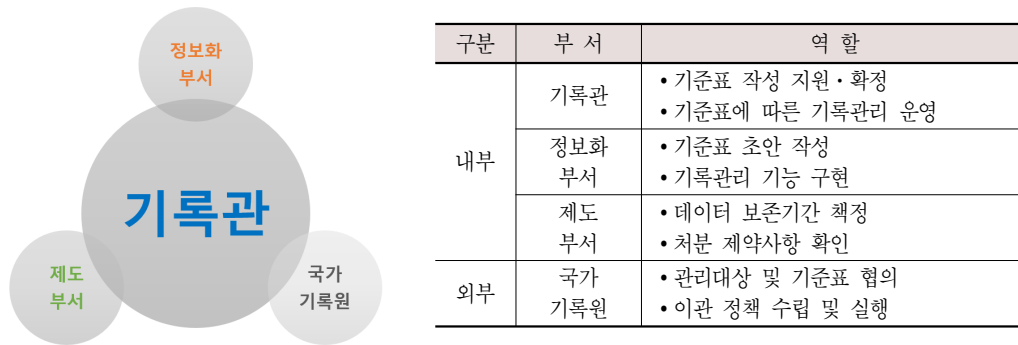 정보화
부서
기록관
제도
부서
국가
기록원
구분 부 서 역 할
내부
기록관
• 기준표 작성 지원・확정
• 기준표에 따른 기록관리 운영
정보화
부서
• 기준표 초안 작성
• 기록관리 기능 구현
제도
부서
• 데이터 보존기간 책정
• 처분 제약사항 확인
외부
국가
기록원
• 관리대상 및 기준표 협의
• 이관 정책 수립 및 실행